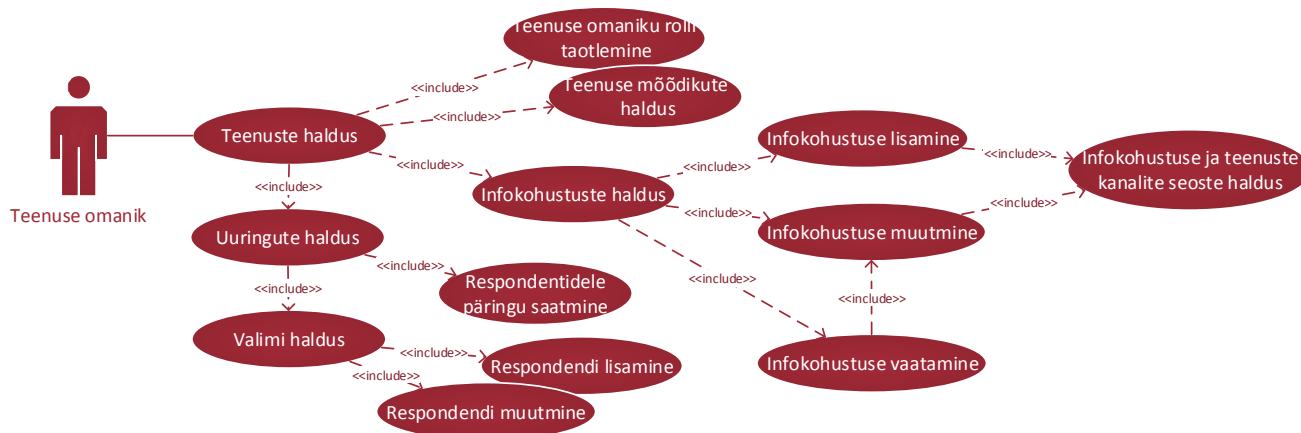 Teenuse omaniku rolli
taotlemine
<<include>>
Teenuse mõõdikute
haldus
<<include>>
Teenuste haldus
Infokohustuse lisamine
<<include>>
Infokohustuse ja teenuste
kanalite seoste haldus
<<include>>
<<include>>
<<include>>
Infokohustuste haldus
<<include>>
<<include>>
Teenuse omanik
Infokohustuse muutmine
<<include>>
Uuringute haldus
<<include>>
Respondentidele
päringu saatmine
<<include>>
<<include>>
<<include>>
Valimi haldus
<<include>>
Infokohustuse vaatamine
Respondendi lisamine
<<include>>
Respondendi muutmine